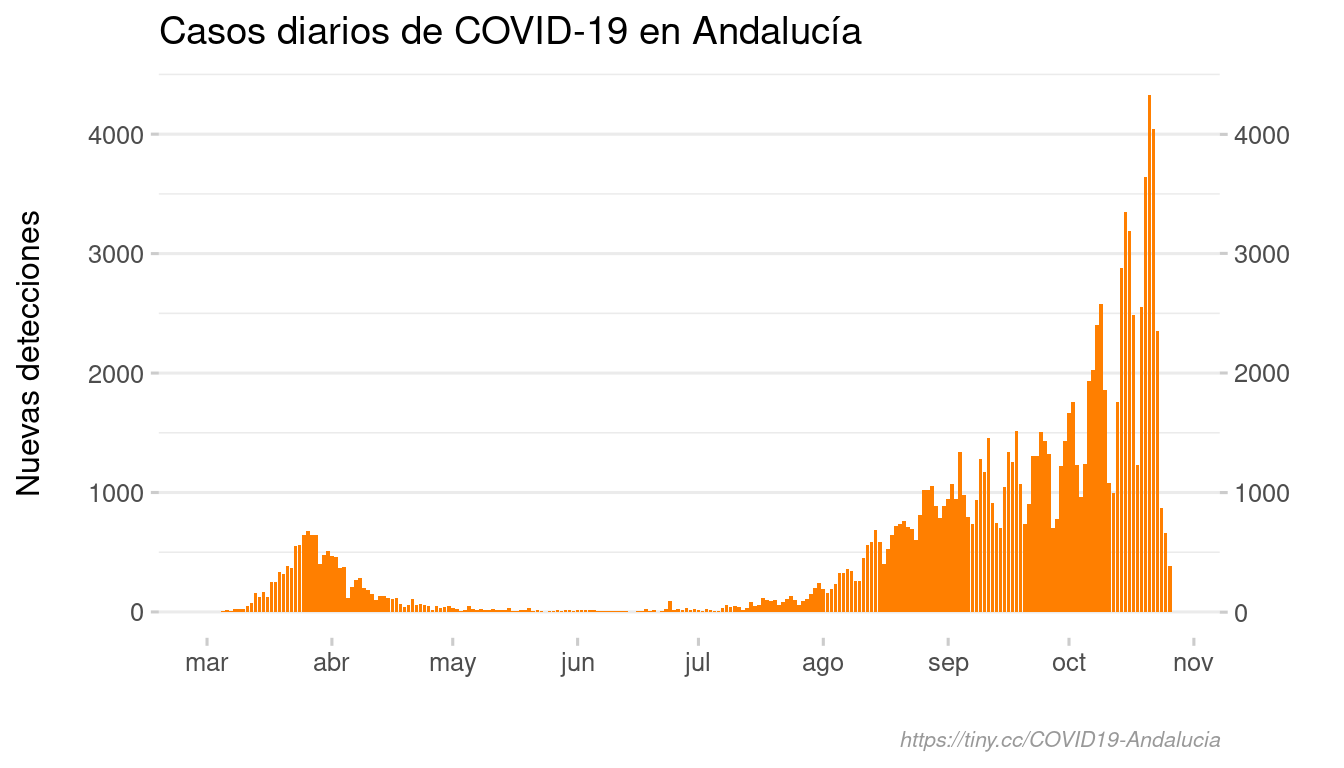 Casos diarios de COVID-19 en Andalucía
Nuevas detecciones
4000
3000
2000
1000
0
4000
3000
2000
1000
0
mar abr may jun jul ago sep oct nov
https://tiny.cc/COVID19-Andalucia